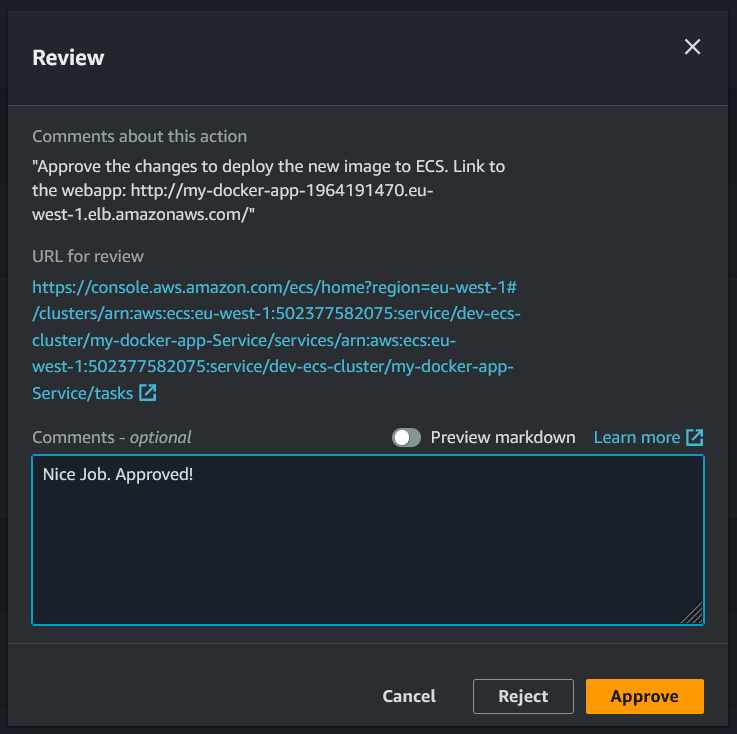 Review
Comments about this action
"Approve the changes to deploy the new image to ECS. Link to
the webapp: http://my-docker-app-1964191470.eu-
west-1.elb.amazonaws.com/"
URL for review
https://console.aws.amazon.com/ecs/home?region=eu-west-1#
/clusters/arn:aws:ecs:eu-west-1:502377582075:service/dev-ecs-
cluster/my-docker-app-Service/services/arn:aws:ecs:eu-
west-1:502377582075:service/dev-ecs-cluster/my-docker-app-
Service/tasks
Comments - optional Preview markdown Learn more
Nice Job. Approved!
Cancel Reject Approve